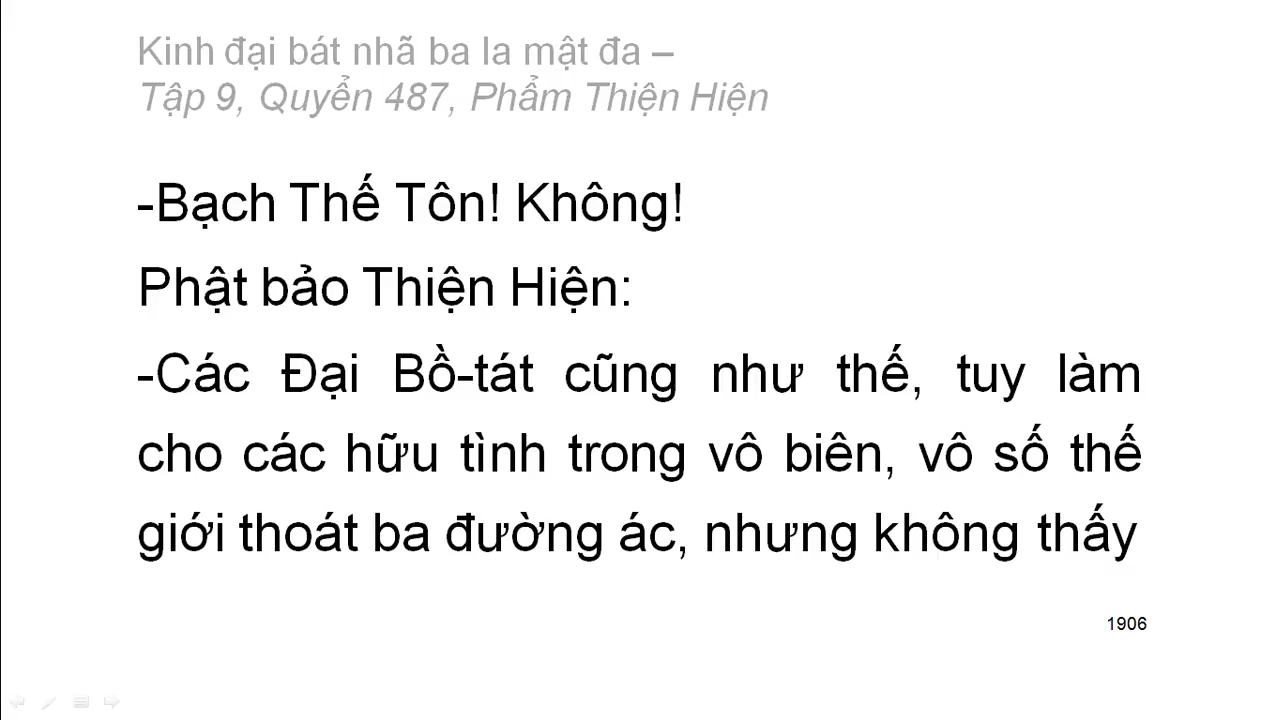 Kinh đại bát nhã ba la mật đa –
Tập 9, Quyển 487, Phẩm Thiện Hiện
-Bạch Thế Tôn! Không!
Phật bảo Thiện Hiện:
-Các Đại Bồ-tát cũng như thế, tuy làm
cho các hữu tình trong vô biên, vô số thế
giới thoát ba đường ác, nhưng không thấy
1906